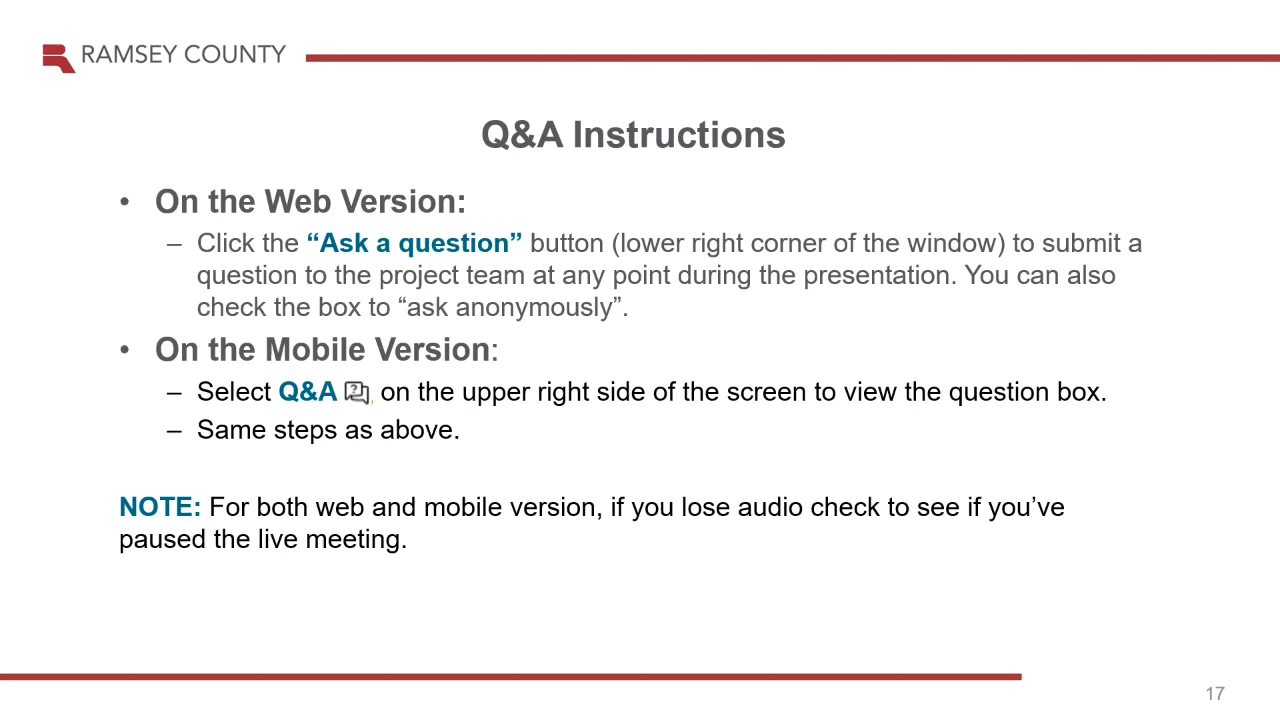 RAMSEY COUNTY
Q&A Instructions
• On the Web Version:
– Click the “Ask a question” button (lower right corner of the window) to submit a
question to the project team at any point during the presentation. You can also
check the box to “ask anonymously”.
• On the Mobile Version:
– Select Q&A on the upper right side of the screen to view the question box.
– Same steps as above.
NOTE: For both web and mobile version, if you lose audio check to see if you’ve
paused the live meeting.
17